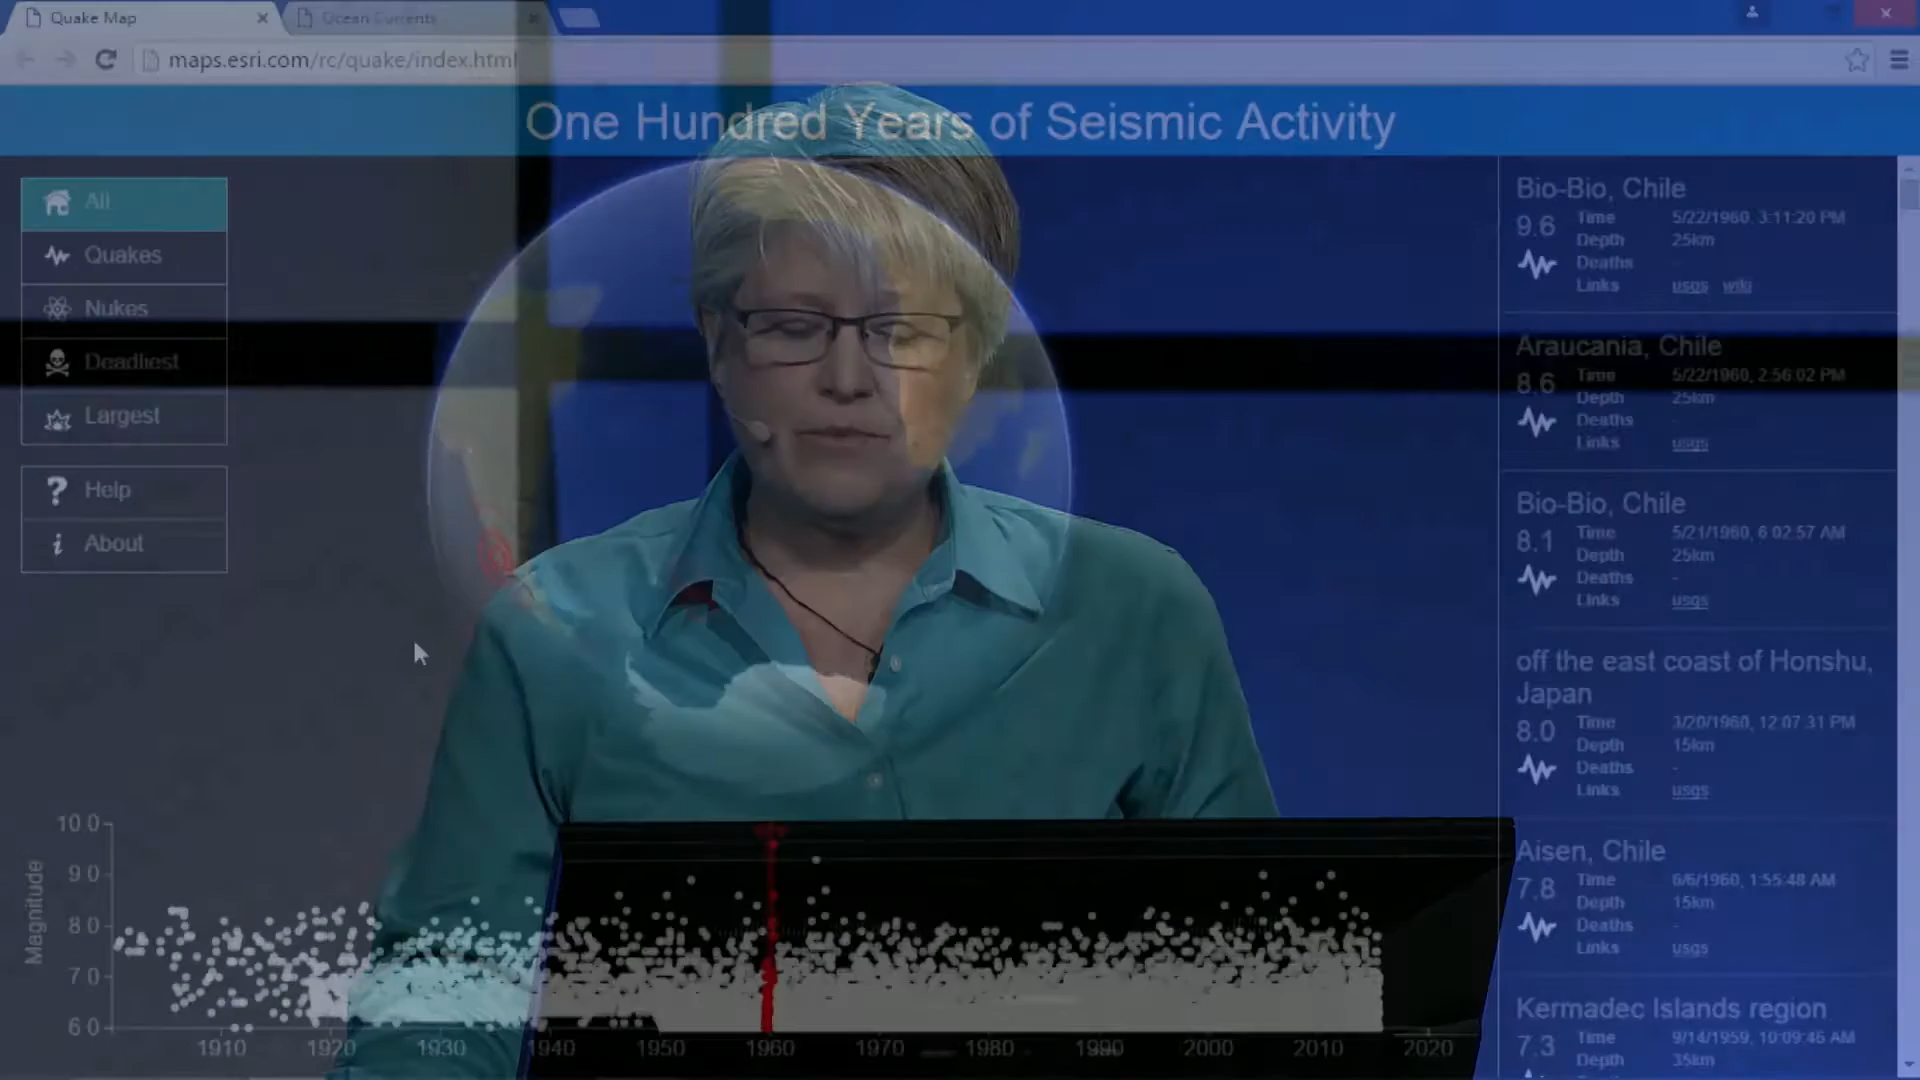 Quake Map
Ocean Currents
maps.esri.com/rc/quake/index.html
One Hundred Years of Seismic Activity
All
Quakes
Nukes
Deadliest
Largest
Help
About
Bio-Bio, Chile
9.6
Time 5/22/1960, 3:11:20 PM
Depth 25km
Deaths -
Links usgs wiki
Araucania, Chile
8.6
Time 5/22/1960, 2:56:02 PM
Depth 25km
Deaths -
Links usgs
Bio-Bio, Chile
8.1
Time 5/21/1960, 6:02:57 AM
Depth 25km
Deaths -
Links usgs
off the east coast of Honshu,
Japan
8.0
Time 3/20/1960, 12:07:31 PM
Depth 15km
Deaths -
Links usgs
Aisen, Chile
7.8
Time 6/6/1960, 1:55:48 AM
Depth 15km
Deaths -
Links usgs
Kermadec Islands region
7.3
Time 9/14/1959, 10:09:46 AM
Depth 35km
Magnitude
10.0
9.0
8.0
7.0
6.0
1910 1920 1930 1940 1950 1960 1970 1980 1990 2000 2010 2020